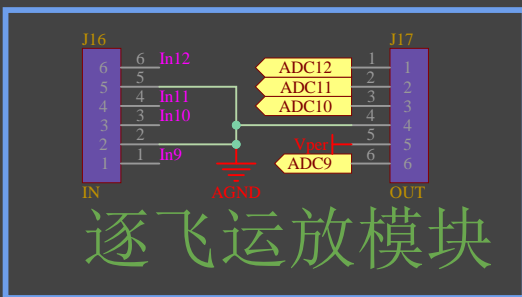 J16
J17
6 6 In12
5 5
4 4 In11
3 3 In10
2 2
1 1 In9
ADC12 1 1
ADC11 2 2
ADC10 3 3
4 4
Vper 5 5
ADC9 6 6
IN
AGND
OUT
逐飞运放模块